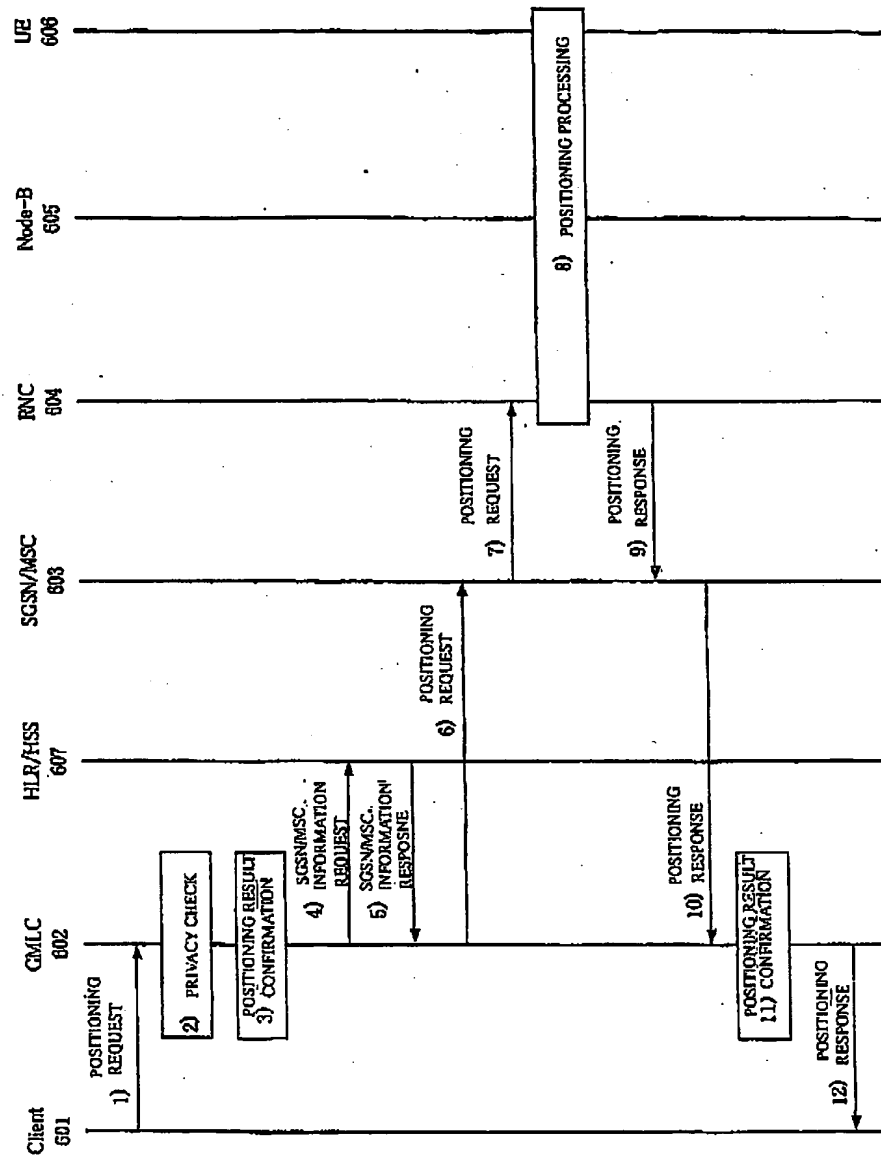 Client
601
GMLC
602
HLR/HSS
607
SGSN/MSC
603
RNC
604
Node-B
605
UE
606
POSITIONING
1) REQUEST
2) PRIVACY CHECK
POSITIONING RESULT
3) CONFIRMATION
SGSN/MSC
4) INFORMATION
REQUEST
SGSN/MSC
5) INFORMATION
RESPOSNE
POSITIONING
6) REQUEST
POSITIONING
7) REQUEST
8) POSITIONING PROCESSING
POSITIONING
9) RESPONSE
POSITIONING
10) RESPONSE
POSITIONING RESULT
11) CONFIRMATION
POSITIONING
12) RESPONSE